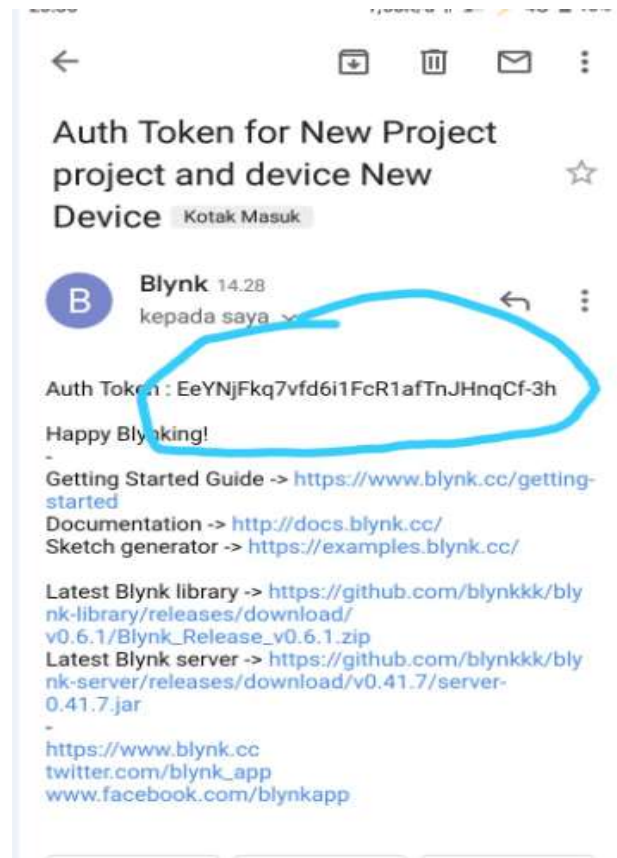 Auth Token for New Project
project and device New
Device Kotak Masuk
B
Blynk 14.28
kepada saya
Auth Token : EeYNjFkq7vfd6i1FcR1afTnJHnqCf-3h
Happy Blynking!
-
Getting Started Guide -> https://www.blynk.cc/getting-
started
Documentation -> http://docs.blynk.cc/
Sketch generator -> https://examples.blynk.cc/
Latest Blynk library -> https://github.com/blynkkk/bly
nk-library/releases/download/
v0.6.1/Blynk_Release_v0.6.1.zip
Latest Blynk server -> https://github.com/blynkkk/bly
nk-server/releases/download/v0.41.7/server-
0.41.7.jar
-
https://www.blynk.cc
twitter.com/blynk_app
www.facebook.com/blynkapp